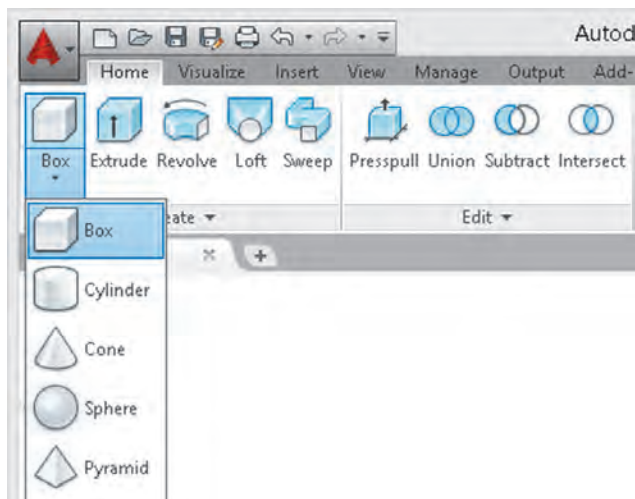 Autod
Home Visualize Insert View Manage Output Add-
Box Extrude Revolve Loft Sweep Presspull Union Subtract Intersect
eate Edit
Box
Cylinder
Cone
Sphere
Pyramid